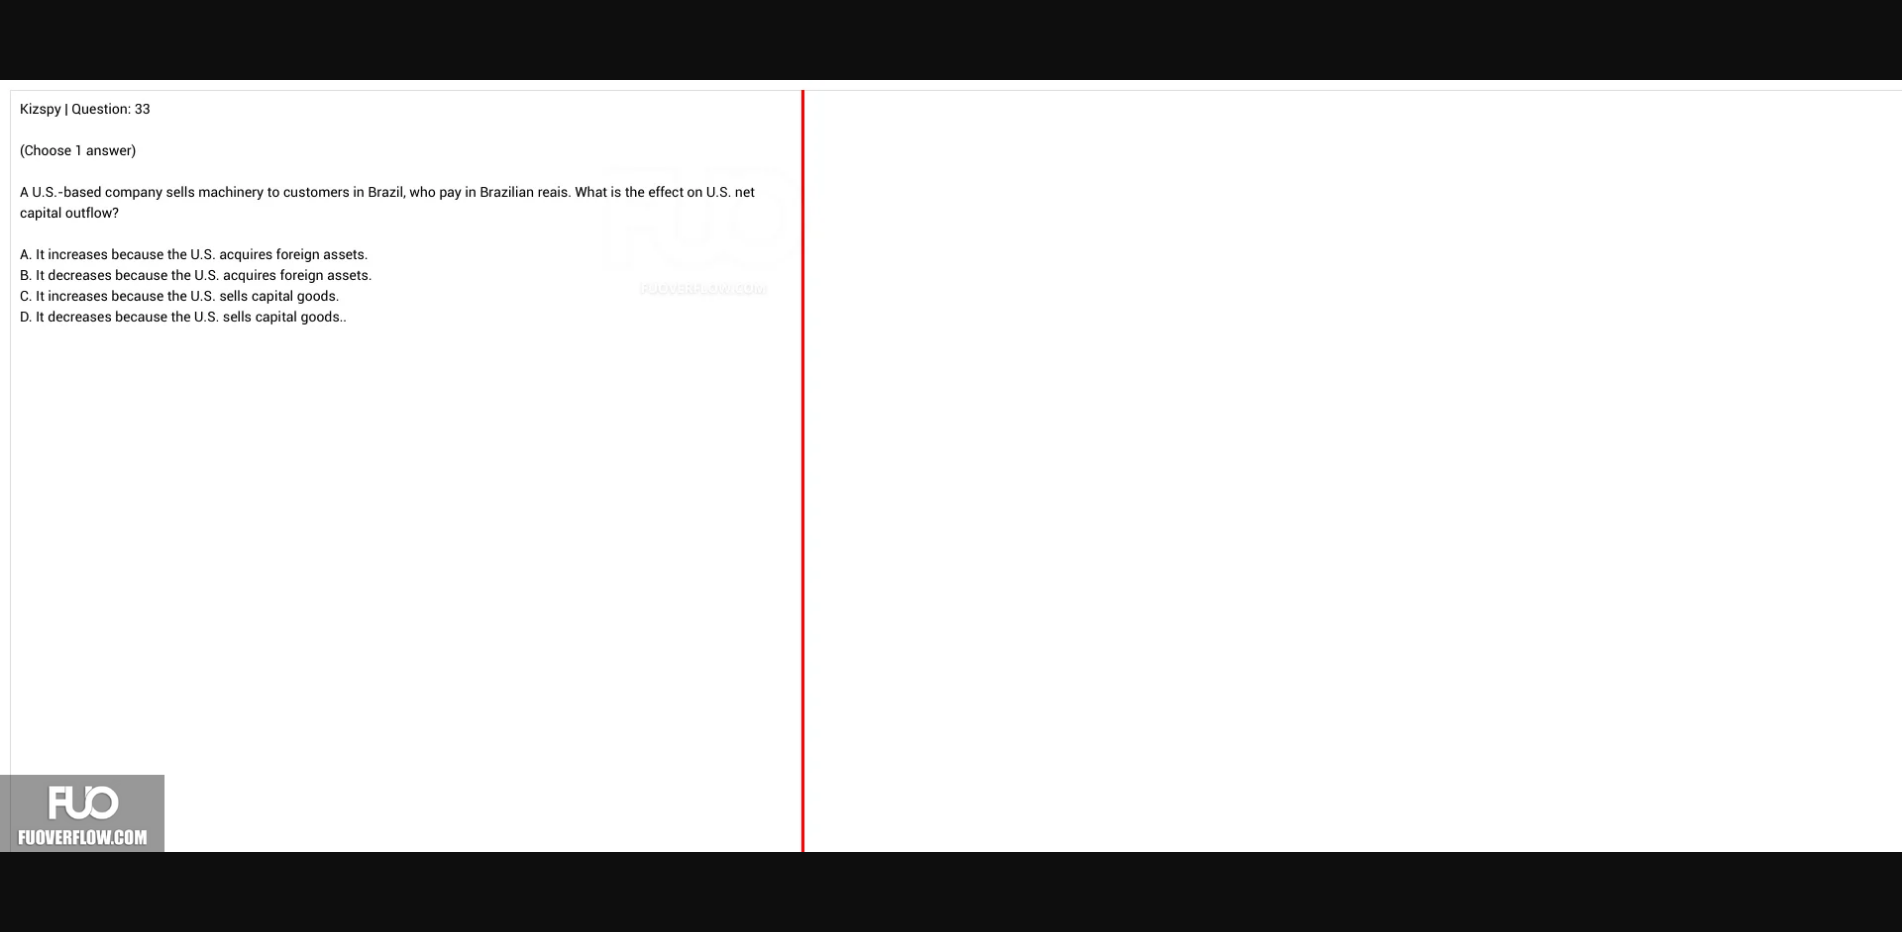 Kizspy | Question: 33
(Choose 1 answer)
A U.S.-based company sells machinery to customers in Brazil, who pay in Brazilian reais. What is the effect on U.S. net
capital outflow?
A. It increases because the U.S. acquires foreign assets.
B. It decreases because the U.S. acquires foreign assets.
C. It increases because the U.S. sells capital goods.
D. It decreases because the U.S. sells capital goods..
FUO
FUOVERFLOW.COM
FUO
FUOVERFLOW.COM